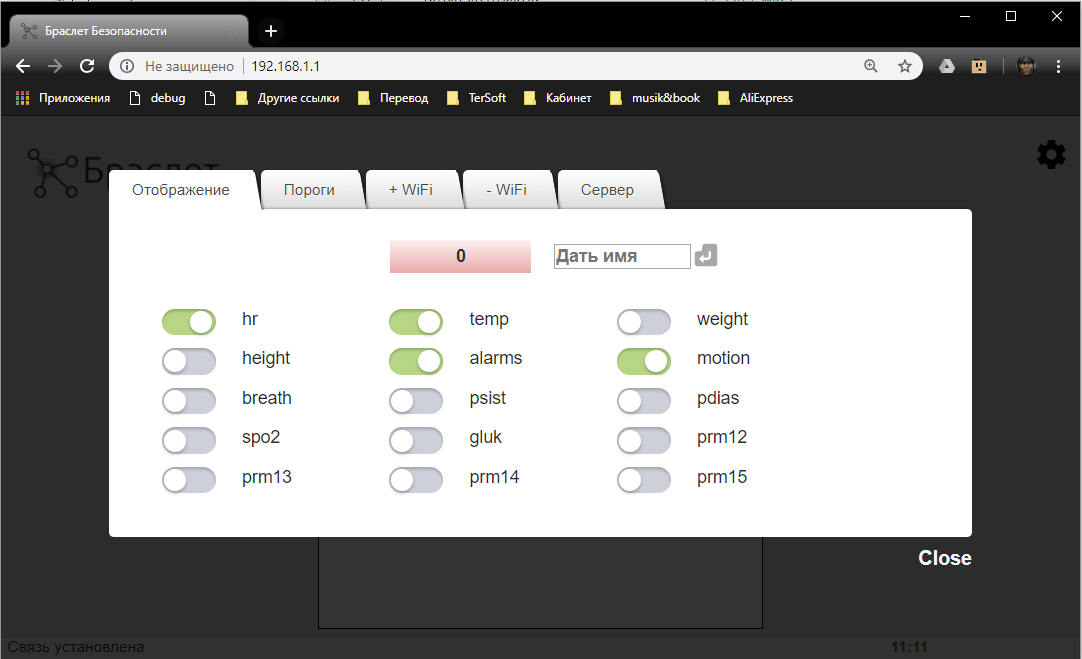 Браслет Безопасности
Не защищено 192.168.1.1
Приложения debug Другие ссылки Перевод TerSoft Кабинет musik&book AliExpress
Браслет
Отображение Пороги + WiFi - WiFi Сервер
0 Дать имя
hr temp weight
height alarms motion
breath psist pdias
spo2 gluk prm12
prm13 prm14 prm15
Close
Связь установлена 11:11